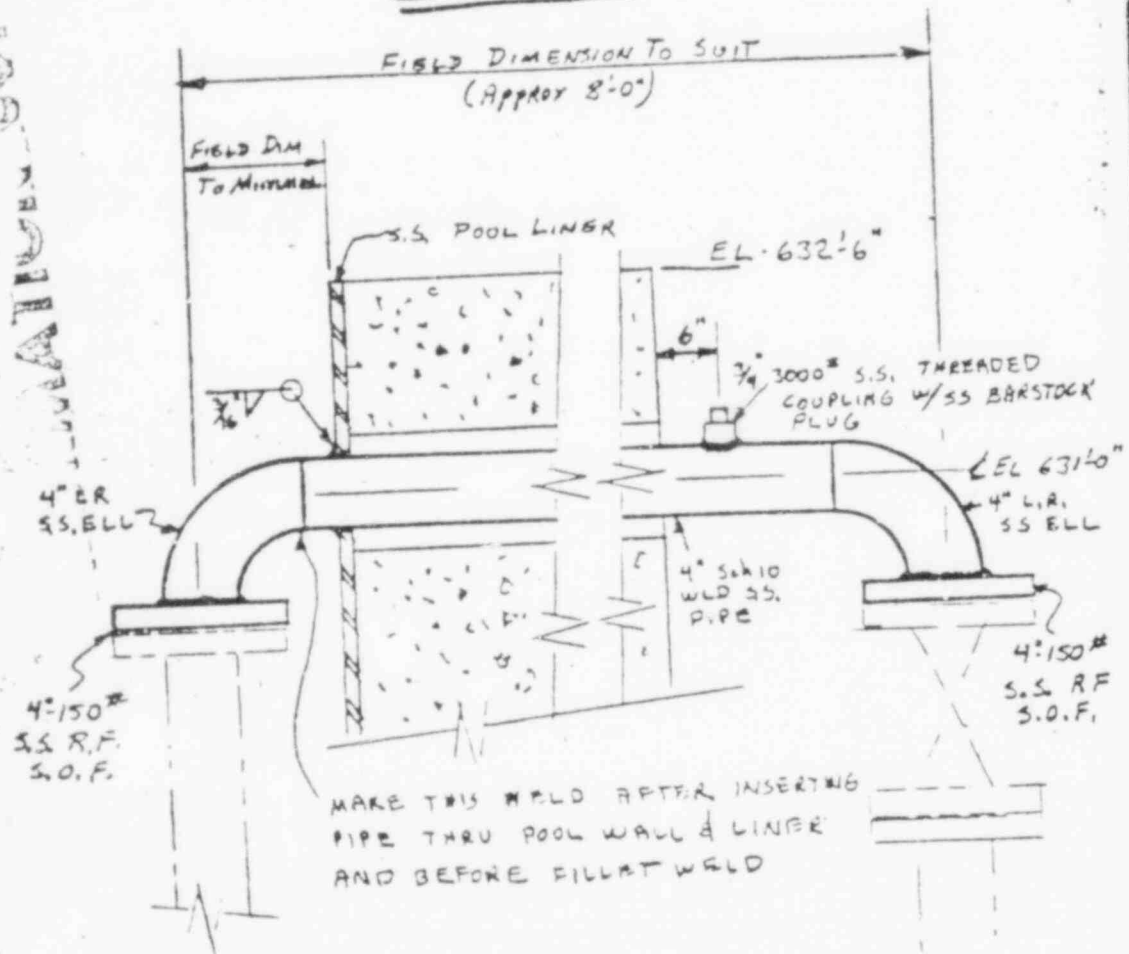 FIELD DIMENSION TO SUIT
(Approx 8'-0")
FIELD DIM
To
S.S. POOL LINER
EL. 632'-6"
6"
3/4" 3000# S.S. THREADED
COUPLING W/SS BARSTOCK
PLUG
3/16
℄ EL 631'-0"
4" LR
S.S. ELL
4" L.R.
SS ELL
4" Sch 10
WLD SS.
PIPE
4"-150#
S.S. R.F.
S.O.F.
4"-150#
S.S. RF
S.O.F.
MAKE THIS WELD AFTER INSERTING
PIPE THRU POOL WALL & LINER
AND BEFORE FILLET WELD